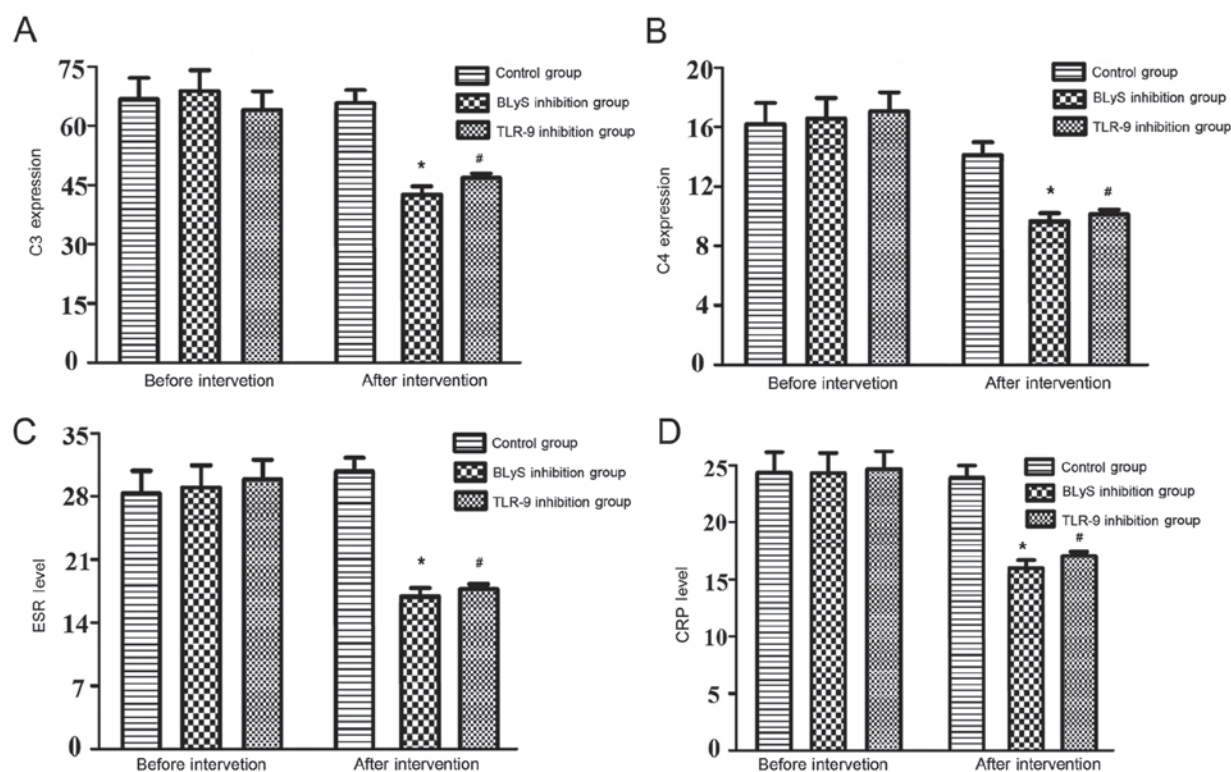 A
75
60
45
30
15
0
C3 expression
Control group
BLyS inhibition group
TLR-9 inhibition group
*
#
Before intervetion
After intervention
B
20
16
12
8
4
0
C4 expression
Control group
BLyS inhibition group
TLR-9 inhibition group
*
#
Before intervetion
After intervention
C
35
28
21
14
7
0
ESR level
Control group
BLyS inhibition group
TLR-9 inhibition group
*
#
Before intervetion
After intervention
D
25
20
15
10
5
0
CRP level
Control group
BLyS inhibition group
TLR-9 inhibition group
*
#
Before intervetion
After intervention